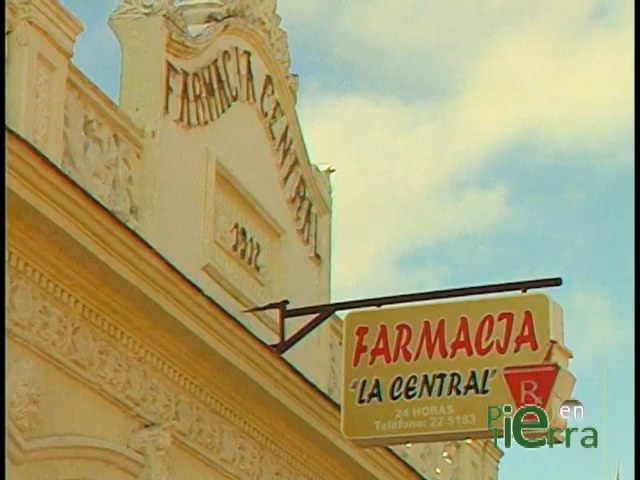 FARMACIA CENTRAL
1912
FARMACIA
"LA CENTRAL"
24 HORAS
Teléfono: 22 5183
R
Pie en
Tierra